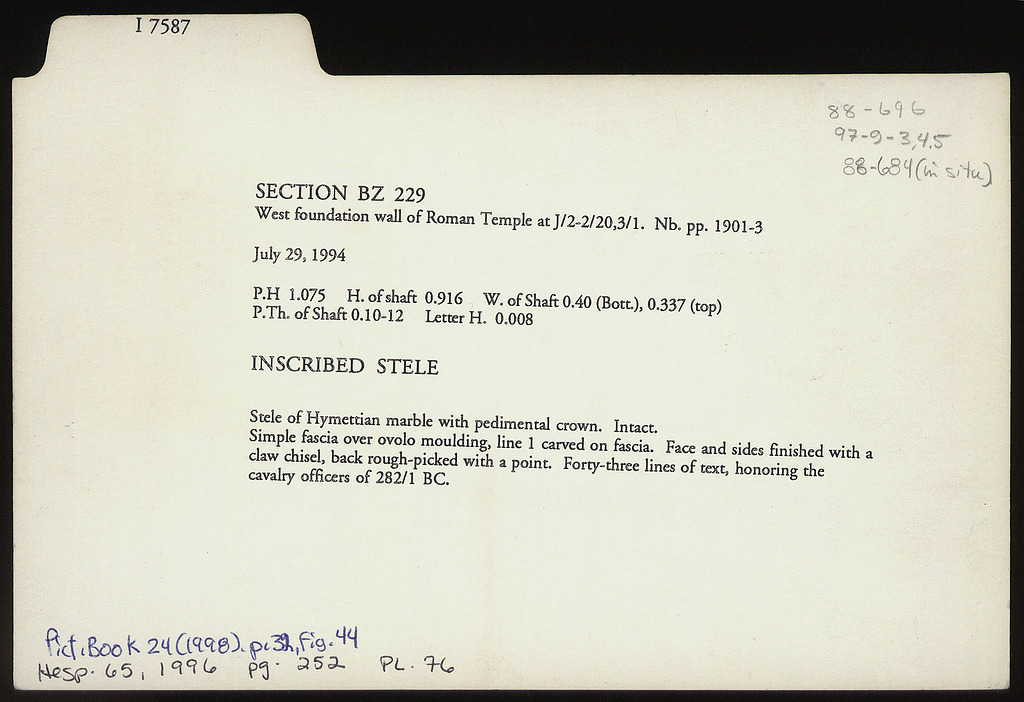 I 7587
88-696
97-9-3,4.5
88-684 (in situ)
SECTION BZ 229
West foundation wall of Roman Temple at J/2-2/20,3/1. Nb. pp. 1901-3
July 29, 1994
P.H 1.075 H. of shaft 0.916 W. of Shaft 0.40 (Bott.), 0.337 (top)
P.Th. of Shaft 0.10-12 Letter H. 0.008
INSCRIBED STELE
Stele of Hymettian marble with pedimental crown. Intact.
Simple fascia over ovolo moulding, line 1 carved on fascia. Face and sides finished with a
claw chisel, back rough-picked with a point. Forty-three lines of text, honoring the
cavalry officers of 282/1 BC.
Pict. Book 24 (1998). p. Fig. 44
Hesp. 65, 1996 pg. 252 PL. 76